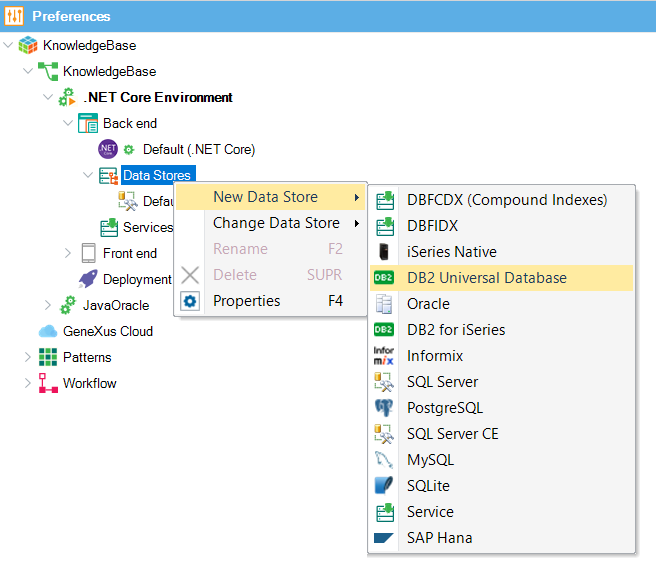 Preferences
KnowledgeBase
KnowledgeBase
.NET Core Environment
Back end
.NET Core
Default (.NET Core)
Data Stores
Defau
Services
Front end
Deployment
JavaOracle
GeneXus Cloud
Patterns
Workflow
New Data Store
Change Data Store
Rename F2
Delete SUPR
Properties F4
DBFCDX (Compound Indexes)
DBFIDX
iSeries Native
DB2 DB2 Universal Database
Oracle
DB2 DB2 for iSeries
Infor mix Informix
SQL Server
PostgreSQL
SQL Server CE
MySQL
SQLite
Service
SAP Hana